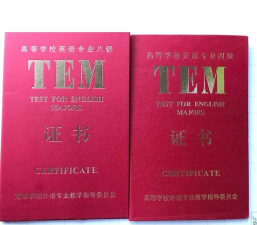 高等学校英语专业八级
TEM
TEST FOR ENGLISH
MAJORS
证书
CERTIFICATE
高等学校外语专业教学指导委员会
高等学校英语专业四级
TEM
TEST FOR ENGLISH
MAJORS
证书
CERTIFICATE
高等学校外语专业教学指导委员会